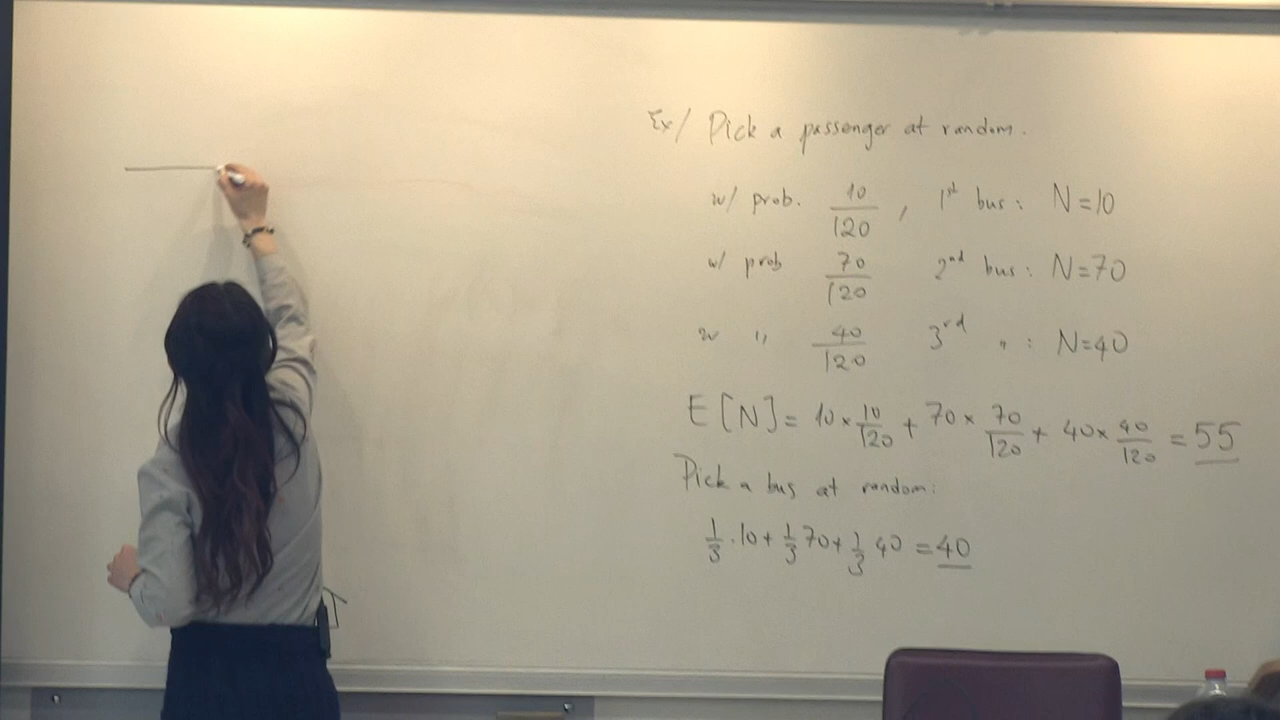 Ex/ Pick a passenger at random.
w/ prob. 10/120 , 1st bus : N=10
w/ prob 70/120 2nd bus : N=70
w " 40/120 3rd " : N=40
E[N] = 10 × 10/120 + 70 × 70/120 + 40 × 40/120 = 55
Pick a bus at random:
1/3 . 10 + 1/3 70 + 1/3 40 = 40